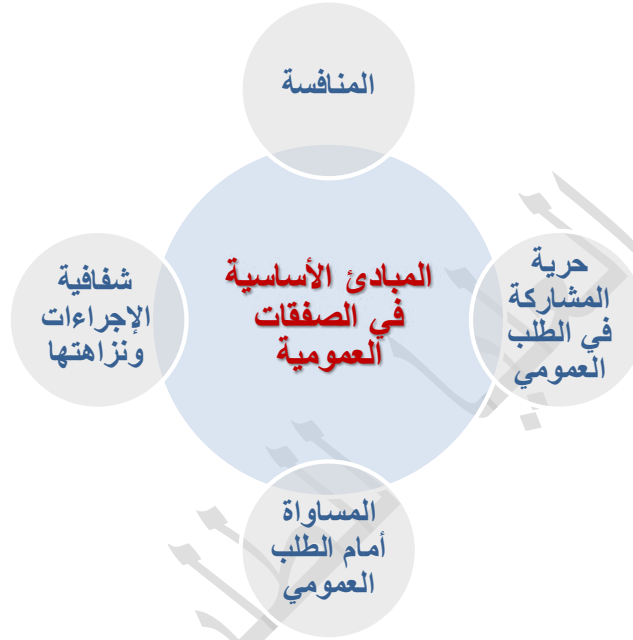 المنافسة
حرية
المشاركة
في الطلب
العمومي
المبادئ الأساسية
في الصفقات
العمومية
شفافية
الإجراءات
ونزاهتها
المساواة
أمام الطلب
العمومي